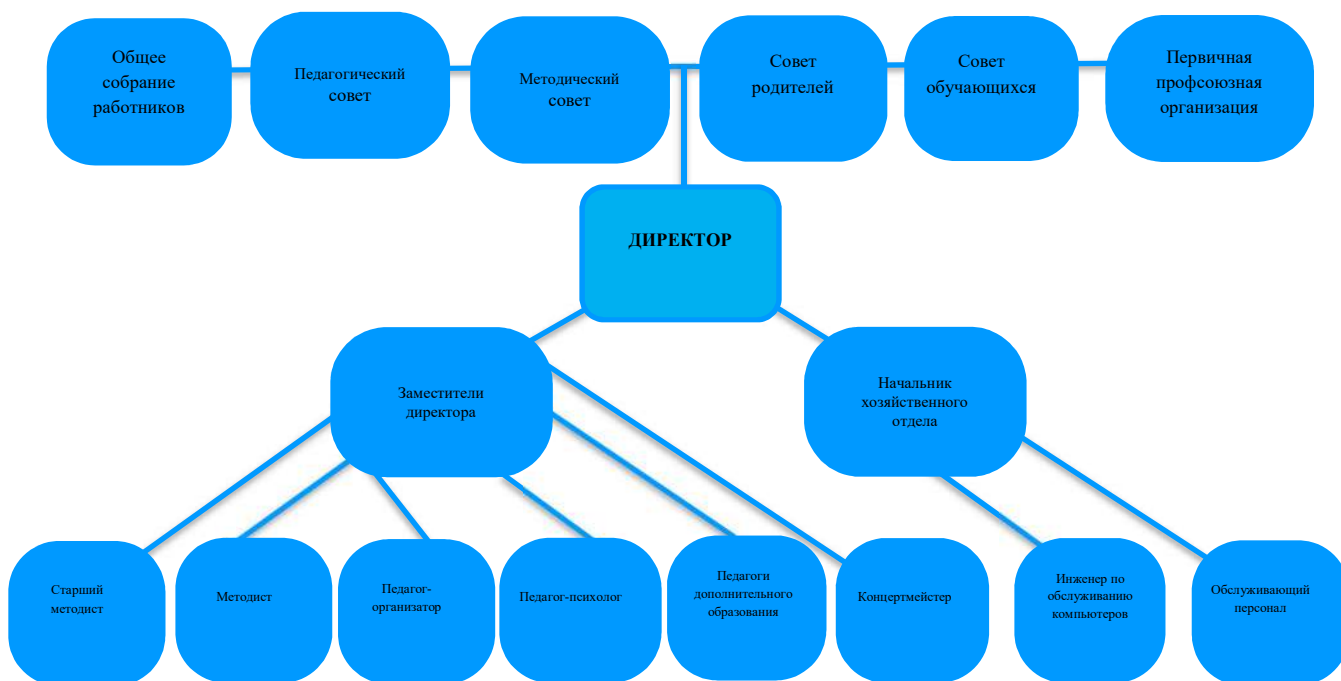 Общее
собрание
работников
Педагогический
совет
Методический
совет
Совет
родителей
Совет
обучающихся
Первичная
профсоюзная
организация
ДИРЕКТОР
Заместители
директора
Начальник
хозяйственного
отдела
Старший
методист
Методист
Педагог-
организатор
Педагог-психолог
Педагоги
дополнительного
образования
Концертмейстер
Инженер по
обслуживанию
компьютеров
Обслуживающий
персонал